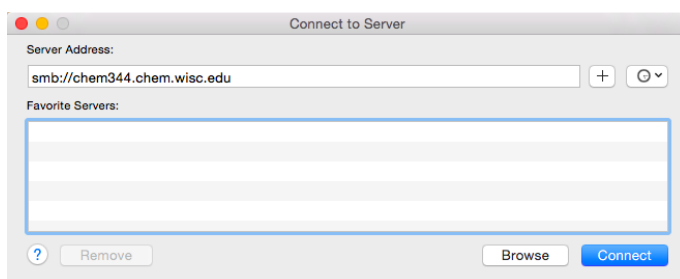 Connect to Server
Server Address:
smb://chem344.chem.wisc.edu
+
Favorite Servers:
? Remove Browse Connect